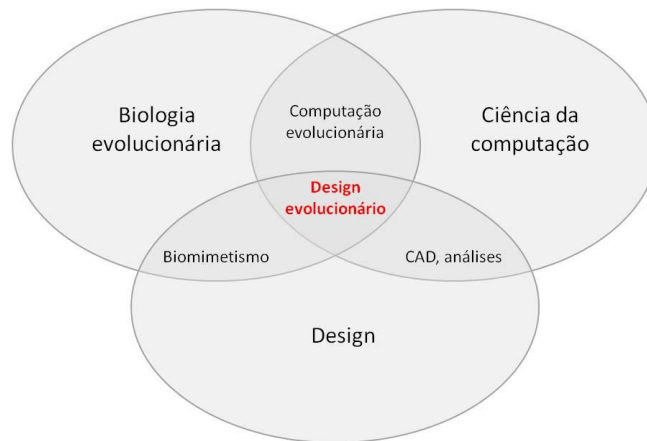 Biologia
evolucionária
Computação
evolucionária
Ciência da
computação
Design
evolucionário
Biomimetismo
CAD, análises
Design